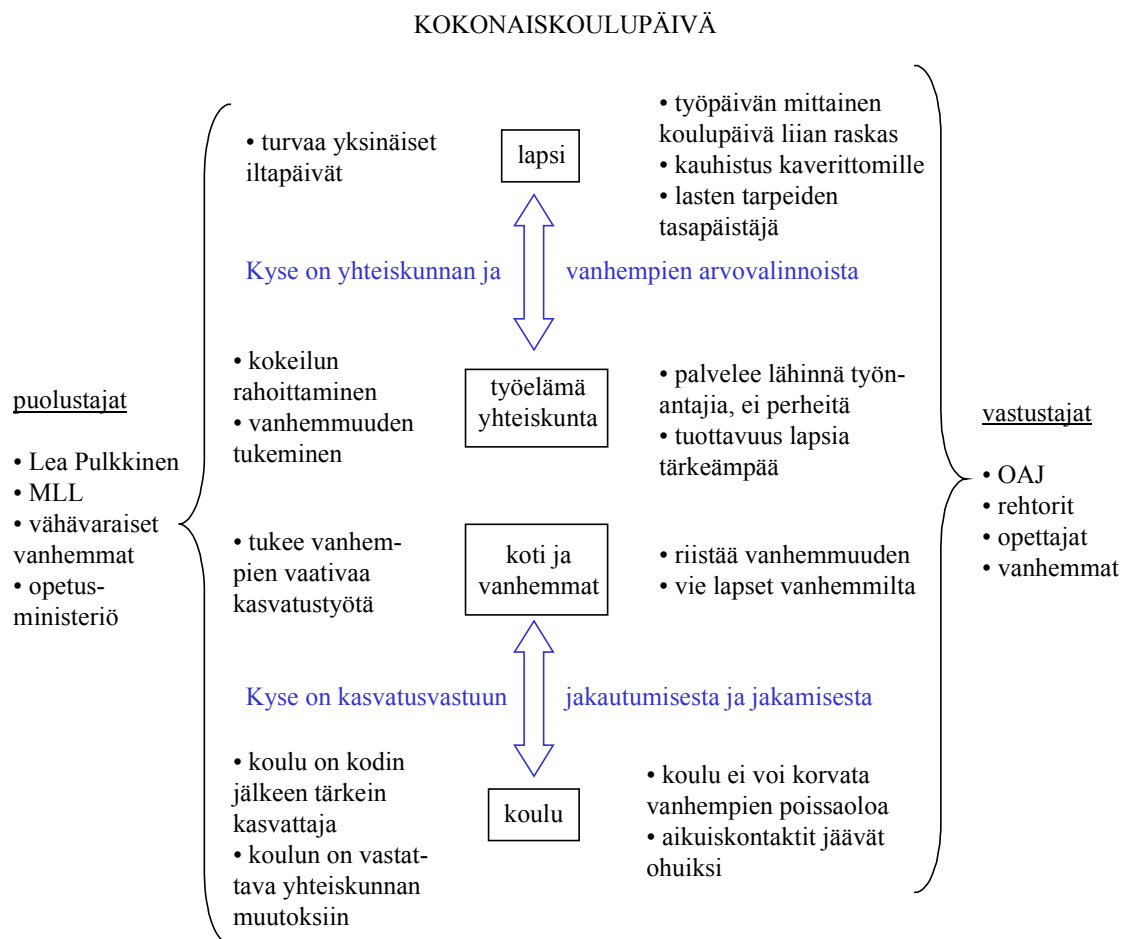 KOKONAISKOULUPÄIVÄ
puolustajat
• Lea Pulkkinen
• MLL
• vähävaraiset
vanhemmat
• opetus-
ministeriö
• turvaa yksinäiset
iltapäivät
lapsi
• työpäivän mittainen
koulupäivä liian raskas
• kauhistus kaverittomille
• lasten tarpeiden
tasapäistäjä
Kyse on yhteiskunnan ja
vanhempien arvovalinnoista
• kokeilun
rahoittaminen
• vanhemmuuden
tukeminen
työelämä
yhteiskunta
• palvelee lähinnä työn-
antajia, ei perheitä
• tuottavuus lapsia
tärkeämpää
• tukee vanhem-
pien vaativaa
kasvatustyötä
koti ja
vanhemmat
• riistää vanhemmuuden
• vie lapset vanhemmilta
Kyse on kasvatusvastuun
jakautumisesta ja jakamisesta
• koulu on kodin
jälkeen tärkein
kasvattaja
• koulun on vastat-
tava yhteiskunnan
muutoksiin
koulu
• koulu ei voi korvata
vanhempien poissaoloa
• aikuiskontaktit jäävät
ohuiksi
vastustajat
• OAJ
• rehtorit
• opettajat
• vanhemmat